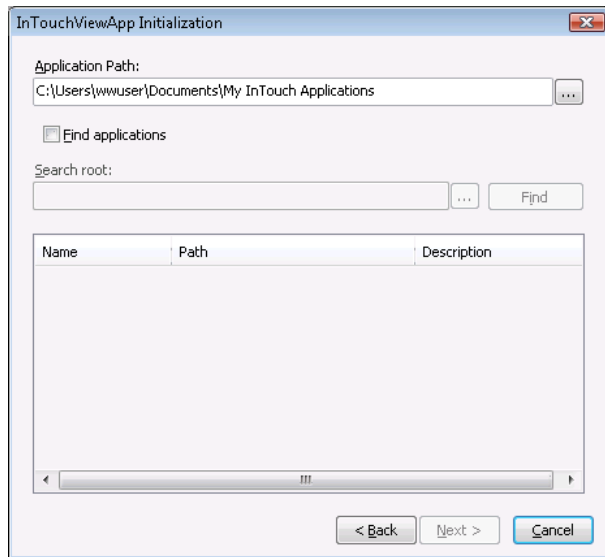 InTouchViewApp Initialization
Application Path:
C:\Users\wwuser\Documents\My InTouch Applications
...
Find applications
Search root:
... Find
Name Path Description
< Back Next > Cancel